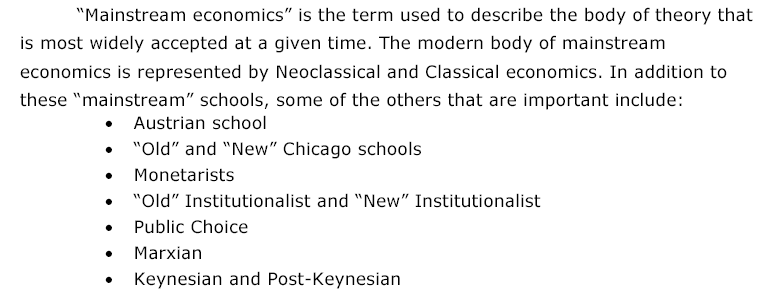 “Mainstream economics” is the term used to describe the body of theory that
is most widely accepted at a given time. The modern body of mainstream
economics is represented by Neoclassical and Classical economics. In addition to
these “mainstream” schools, some of the others that are important include:
• Austrian school
• “Old” and “New” Chicago schools
• Monetarists
• “Old” Institutionalist and “New” Institutionalist
• Public Choice
• Marxian
• Keynesian and Post-Keynesian